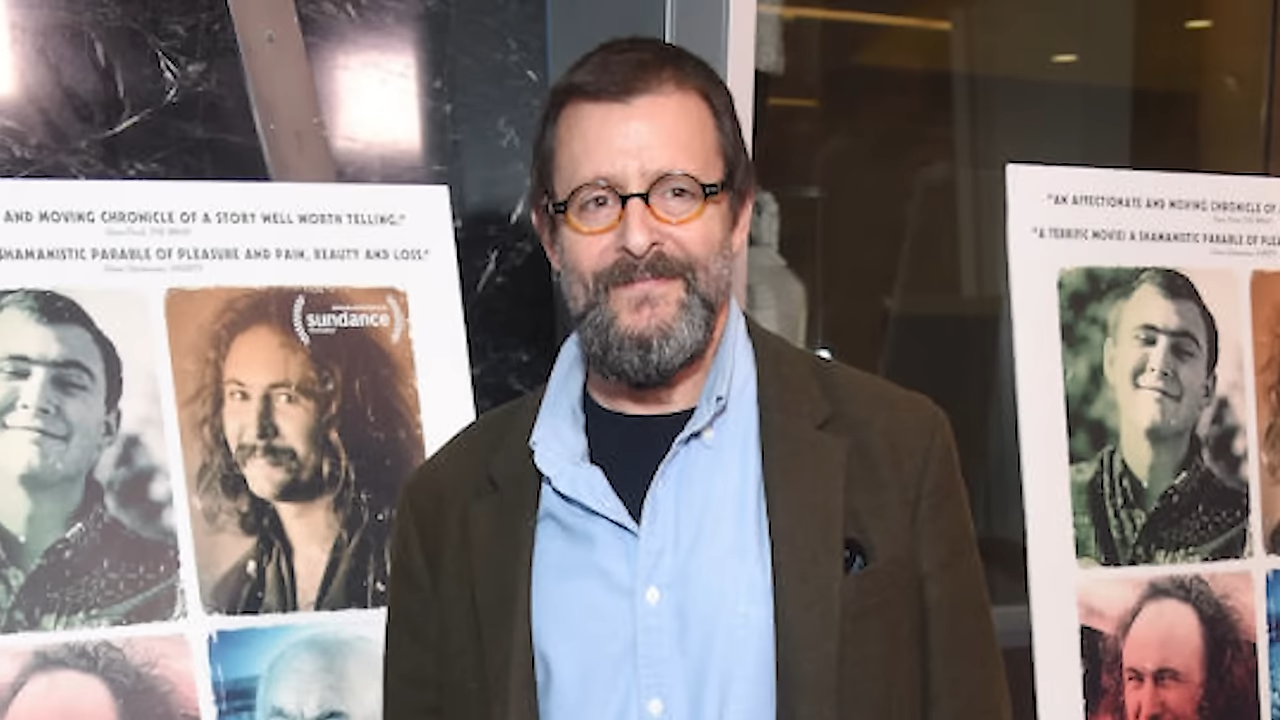 AND MOVING CHRONICLE OF A STORY WELL WORTH TELLING."
SHAMANISTIC PARABLE OF PLEASURE AND PAIN, BEAUTY AND LOSS"
sundance
"AN AFFECTIONATE AND MOVING CHRONICLE OF
"A TERRIFIC MOVIE! A SHAMANISTIC PARABLE OF